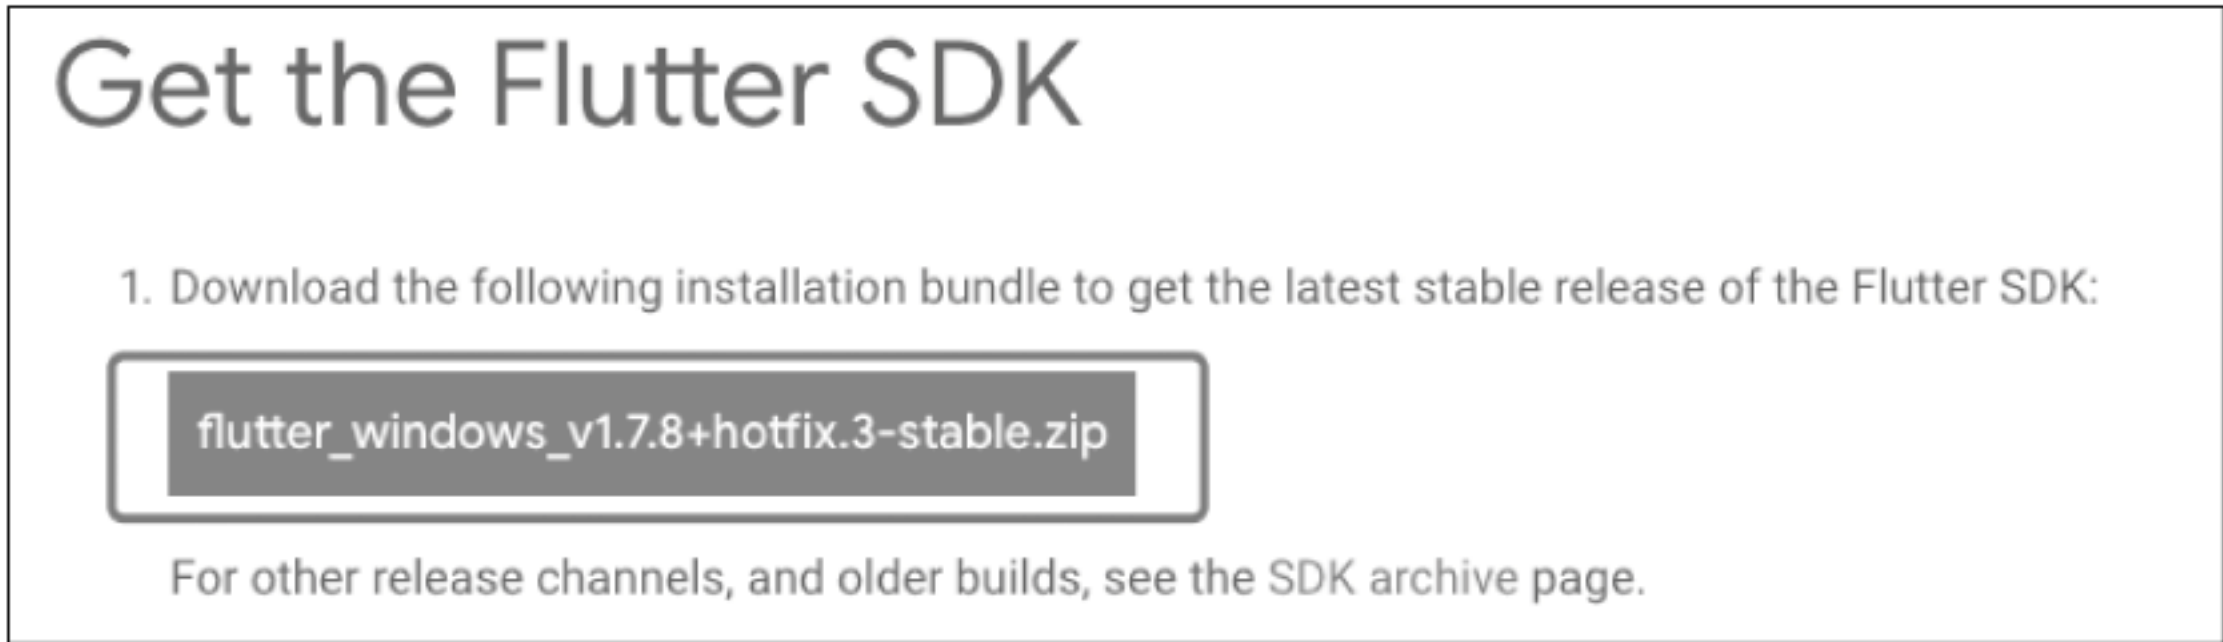 Get the Flutter SDK
1. Download the following installation bundle to get the latest stable release of the Flutter SDK:
flutter_windows_v1.7.8+hotfix.3-stable.zip
For other release channels, and older builds, see the SDK archive page.